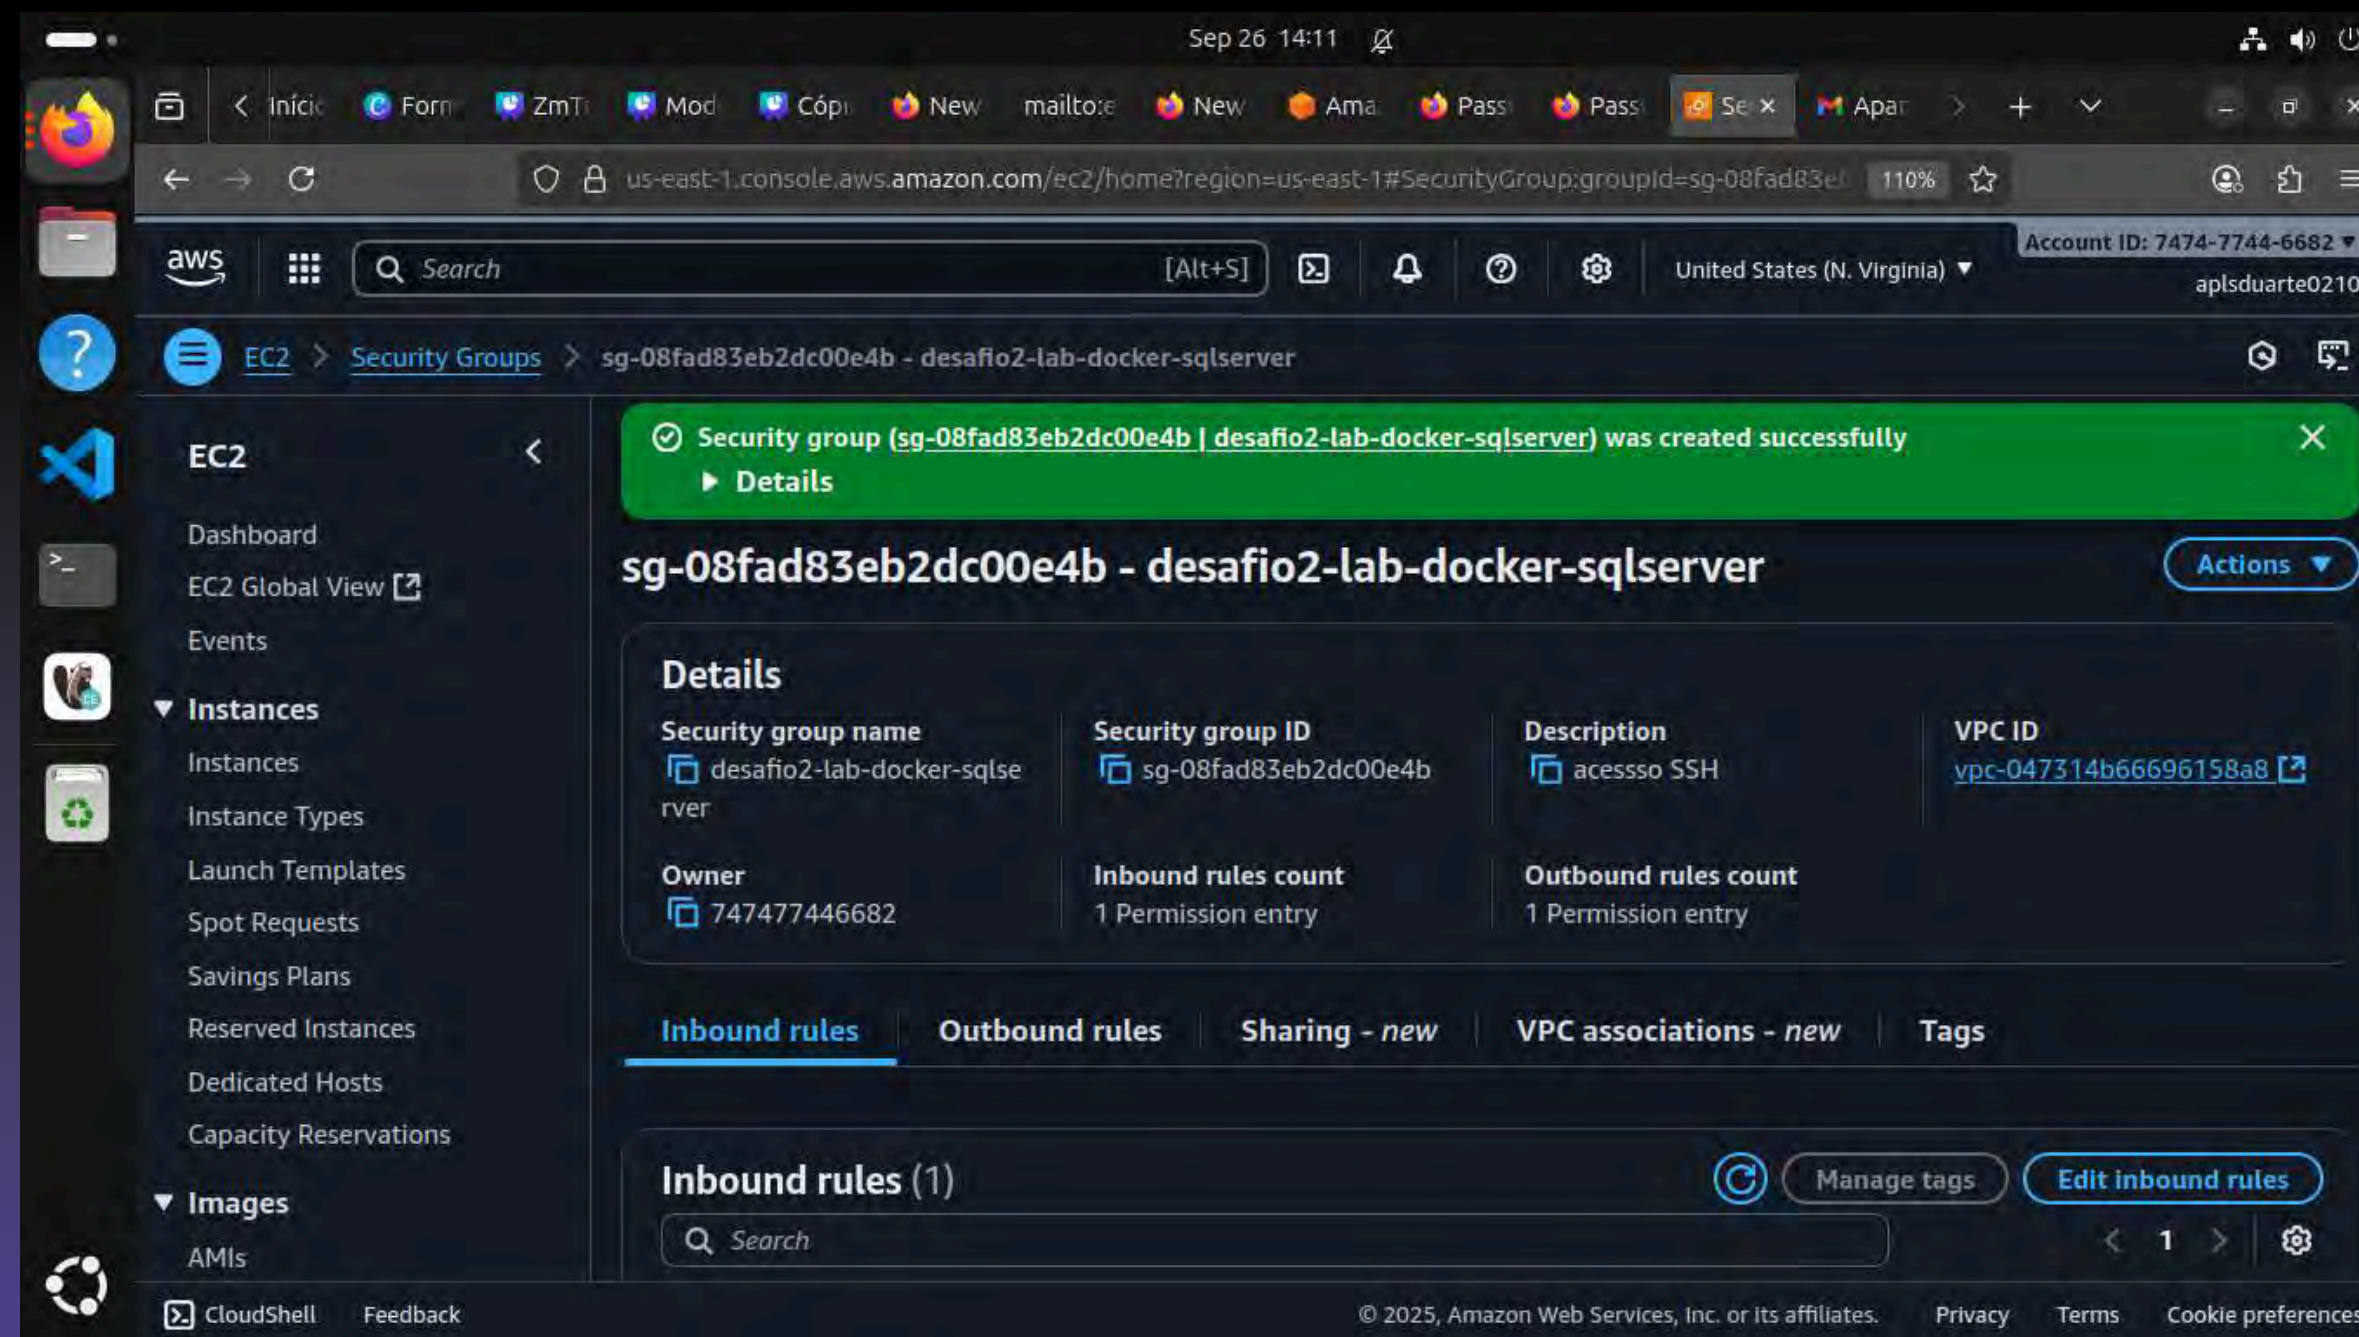 Sep 26 14:11
Iníci Form ZmT Mod Cópi New mailto:e New Ama Pass Pass Se Apar
us-east-1.console.aws.amazon.com/ec2/home?region=us-east-1#SecurityGroup:groupId=sg-08fad83e 110%
aws Search [Alt+S] United States (N. Virginia) Account ID: 7474-7744-6682
aplsduarte0210
EC2 > Security Groups > sg-08fad83eb2dc00e4b - desafio2-lab-docker-sqlserver
EC2
Dashboard
EC2 Global View
Events
Instances
Instances
Instance Types
Launch Templates
Spot Requests
Savings Plans
Reserved Instances
Dedicated Hosts
Capacity Reservations
Images
AMIs
Security group (sg-08fad83eb2dc00e4b | desafio2-lab-docker-sqlserver) was created successfully
Details
sg-08fad83eb2dc00e4b - desafio2-lab-docker-sqlserver
Actions
Details
Security group name
desafio2-lab-docker-sqlse
rver
Security group ID
sg-08fad83eb2dc00e4b
Description
acessso SSH
VPC ID
vpc-047314b66696158a8
Owner
747477446682
Inbound rules count
1 Permission entry
Outbound rules count
1 Permission entry
Inbound rules Outbound rules Sharing - new VPC associations - new Tags
Inbound rules (1)
Manage tags Edit inbound rules
Search
1
CloudShell Feedback © 2025, Amazon Web Services, Inc. or its affiliates. Privacy Terms Cookie preferences